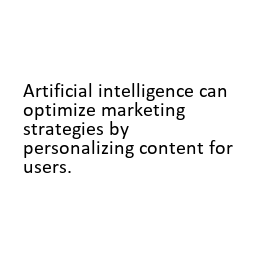 Artificial intelligence can
optimize marketing
strategies by
personalizing content for
users.